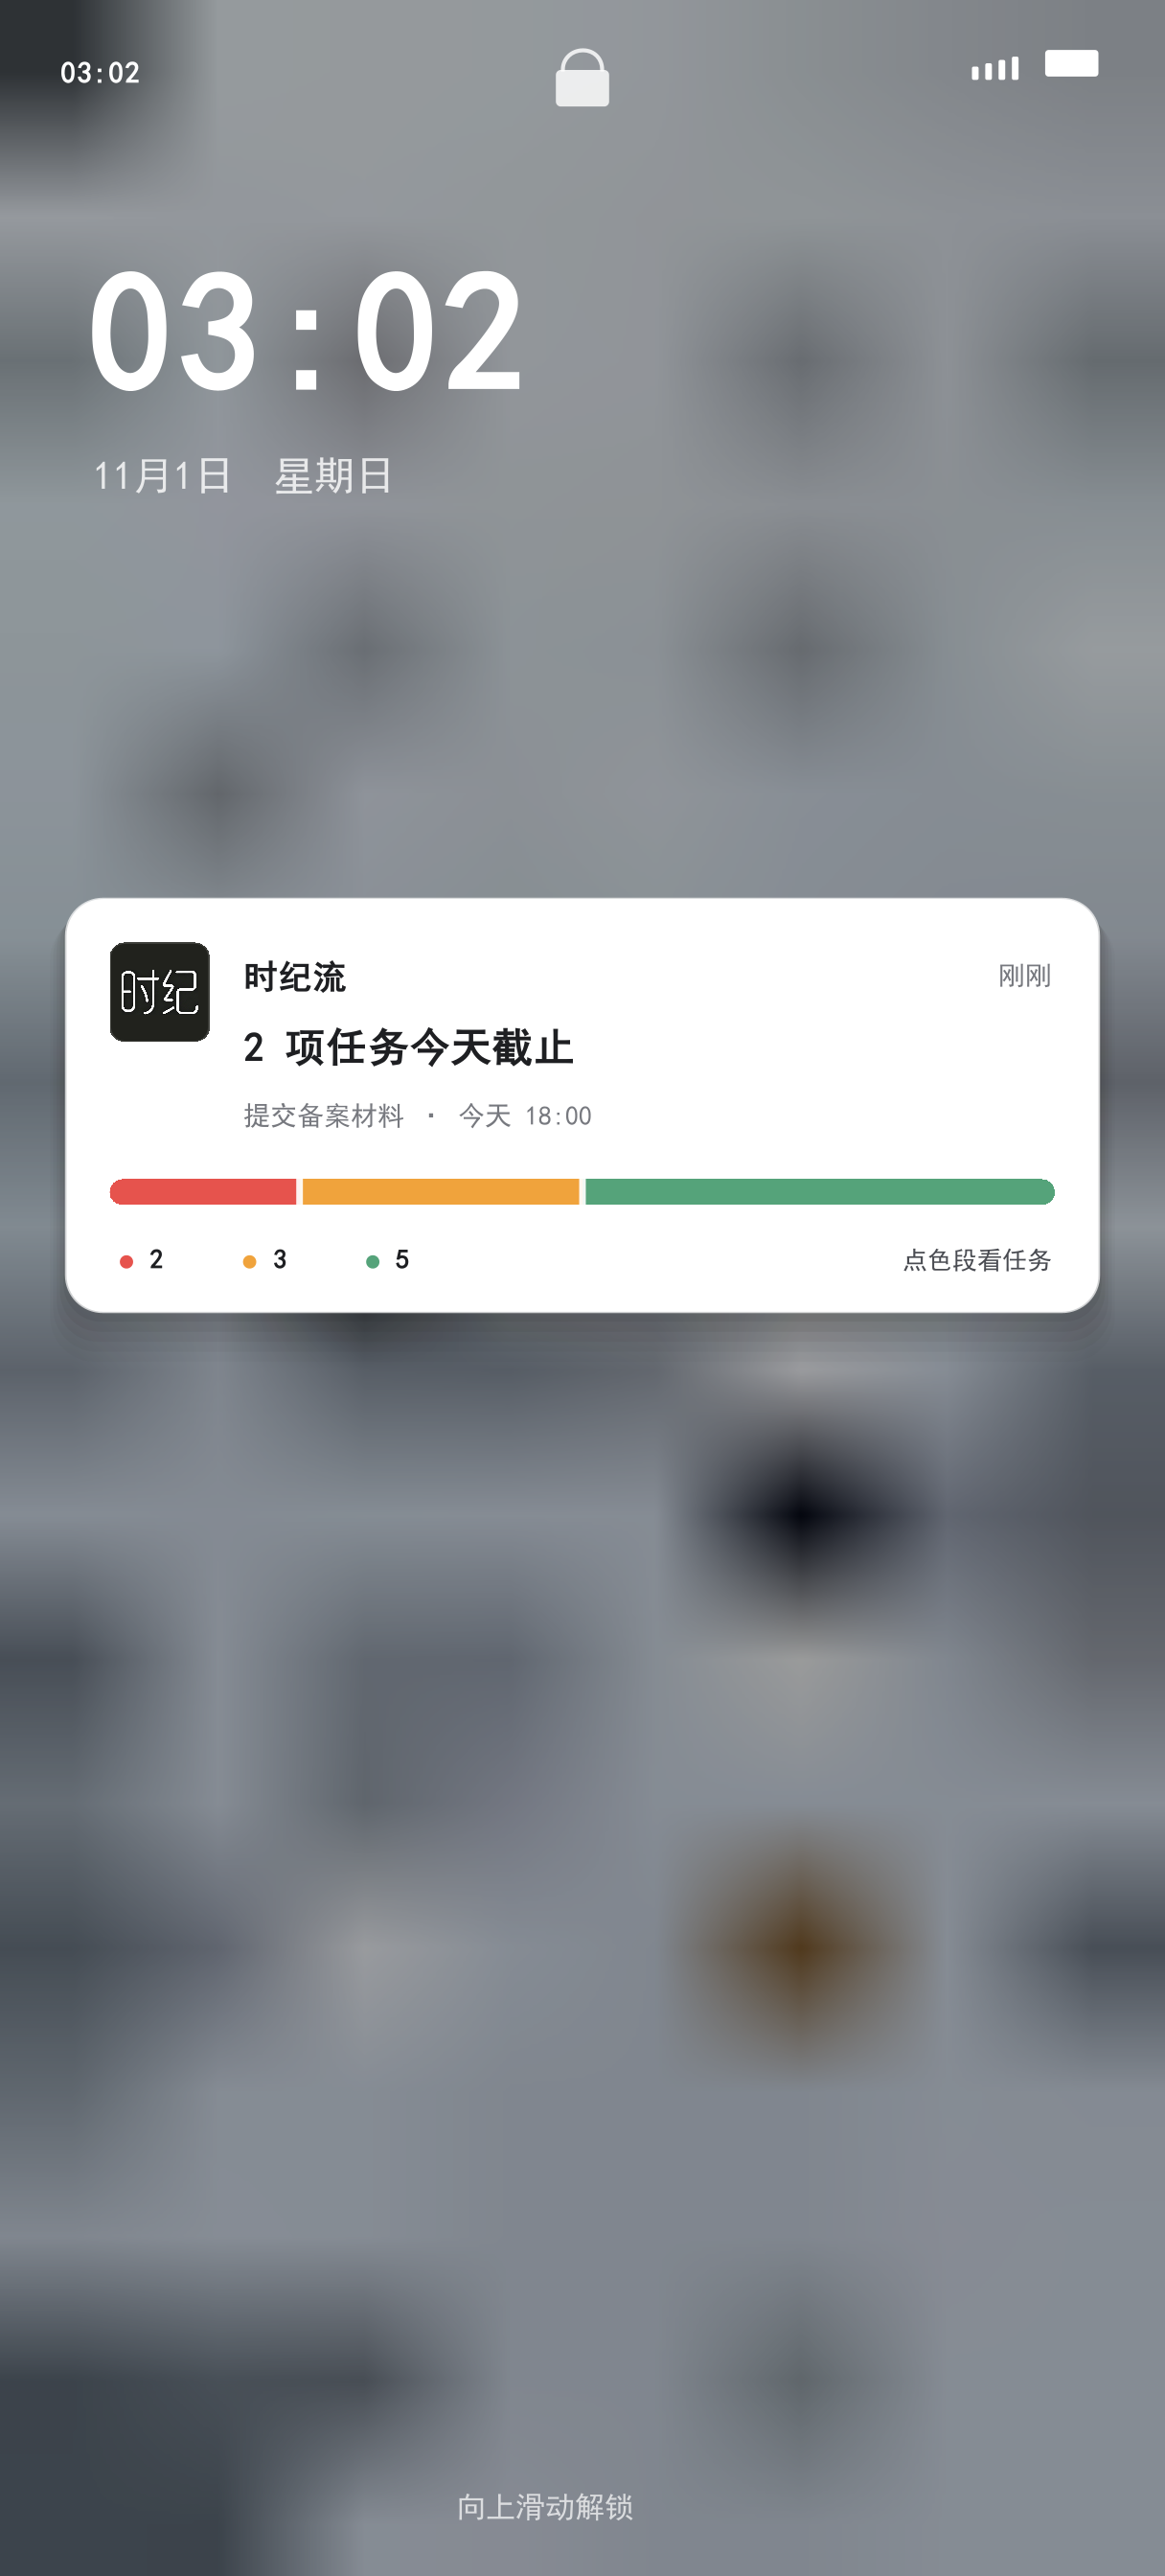 03:02
03:02
11月1日 星期日
时纪
时纪流
刚刚
2 项任务今天截止
提交备案材料 · 今天 18:00
2 3 5 点色段看任务
向上滑动解锁